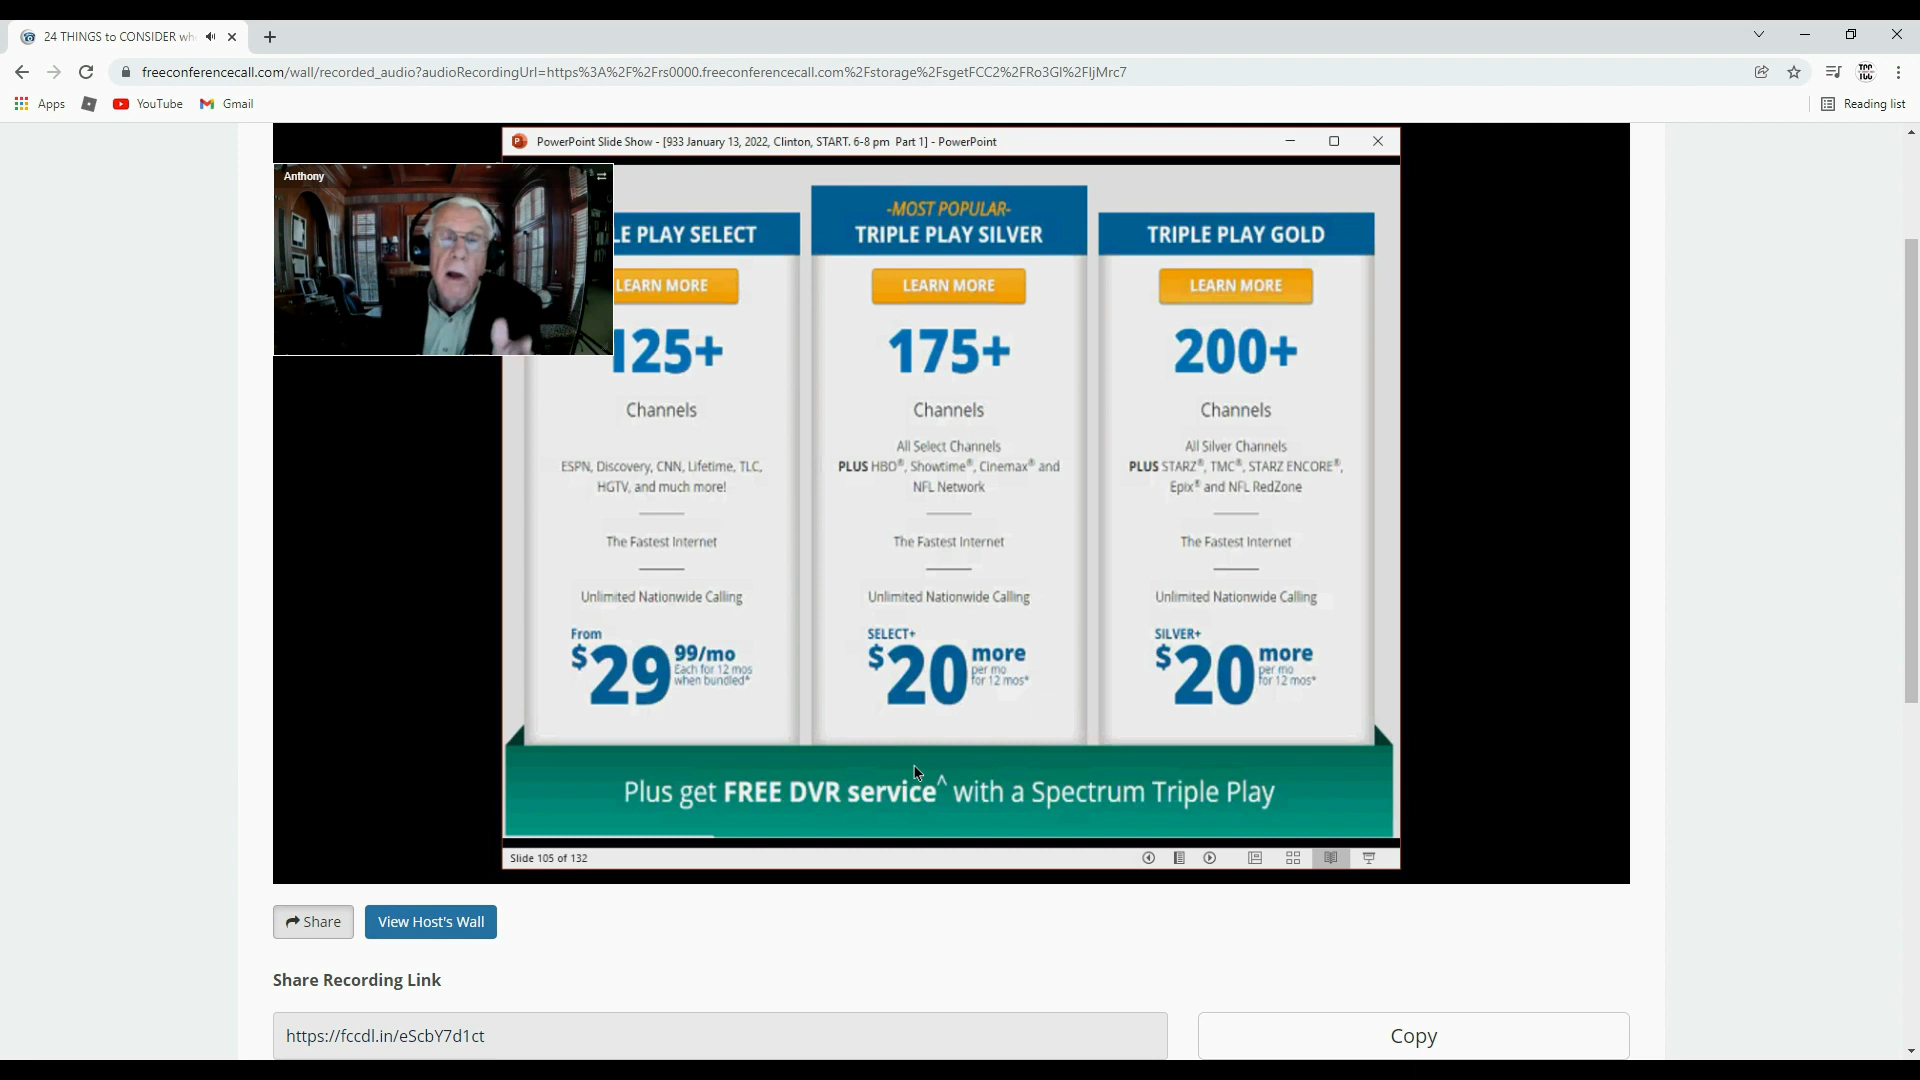 24 THINGS to CONSIDER wh
freeconferencecall.com/wall/recorded_audio?audioRecordingUrl=https%3A%2F%2Frs0000.freeconferencecall.com%2Fstorage%2FsgetFCC2%2FRo3GI%2FIjMrc7
Apps
YouTube
Gmail
Reading list
PowerPoint Slide Show - [933 January 13, 2022, Clinton, START. 6-8 pm Part 1] - PowerPoint
Anthony
LE PLAY SELECT
LEARN MORE
125+
Channels
ESPN, Discovery, CNN, Lifetime, TLC,
HGTV, and much more!
The Fastest Internet
Unlimited Nationwide Calling
From
$29 99/mo
Each for 12 mos
when bundled*
-MOST POPULAR-
TRIPLE PLAY SILVER
LEARN MORE
175+
Channels
All Select Channels
PLUS HBO®, Showtime®, Cinemax® and
NFL Network
The Fastest Internet
Unlimited Nationwide Calling
SELECT+
$20 more
per mo
for 12 mos*
TRIPLE PLAY GOLD
LEARN MORE
200+
Channels
All Silver Channels
PLUS STARZ®, TMC®, STARZ ENCORE®,
Epix® and NFL RedZone
The Fastest Internet
Unlimited Nationwide Calling
SILVER+
$20 more
per mo
for 12 mos*
Plus get FREE DVR service^ with a Spectrum Triple Play
Slide 105 of 132
Share
View Host's Wall
Share Recording Link
https://fccdl.in/eScbY7d1ct
Copy